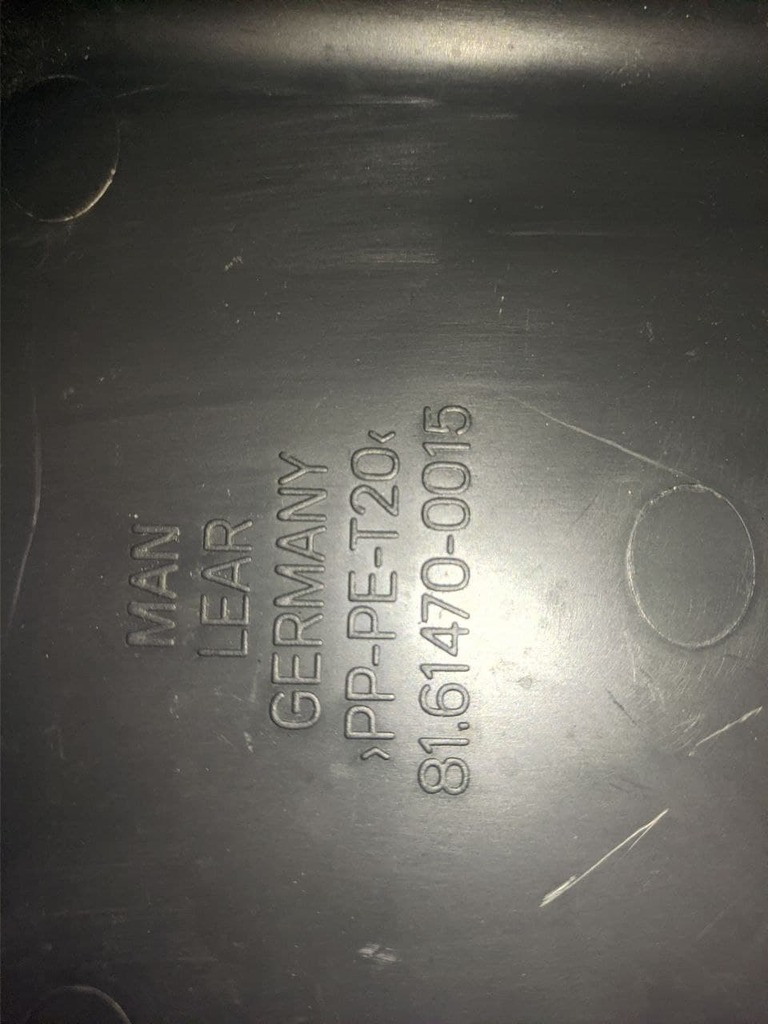 MAN
LEAR
GERMANY
›PP-PE-T20‹
81.61470-0015